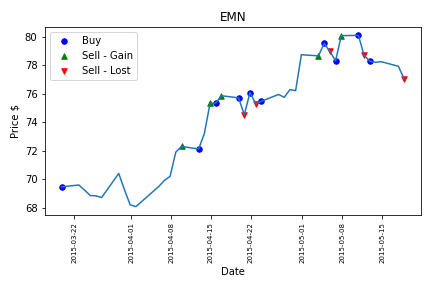 EMN
Buy
Sell - Gain
Sell - Lost
Price $
80
78
76
74
72
70
68
2015-03-22
2015-04-01
2015-04-08
2015-04-15
2015-04-22
2015-05-01
2015-05-08
2015-05-15
Date